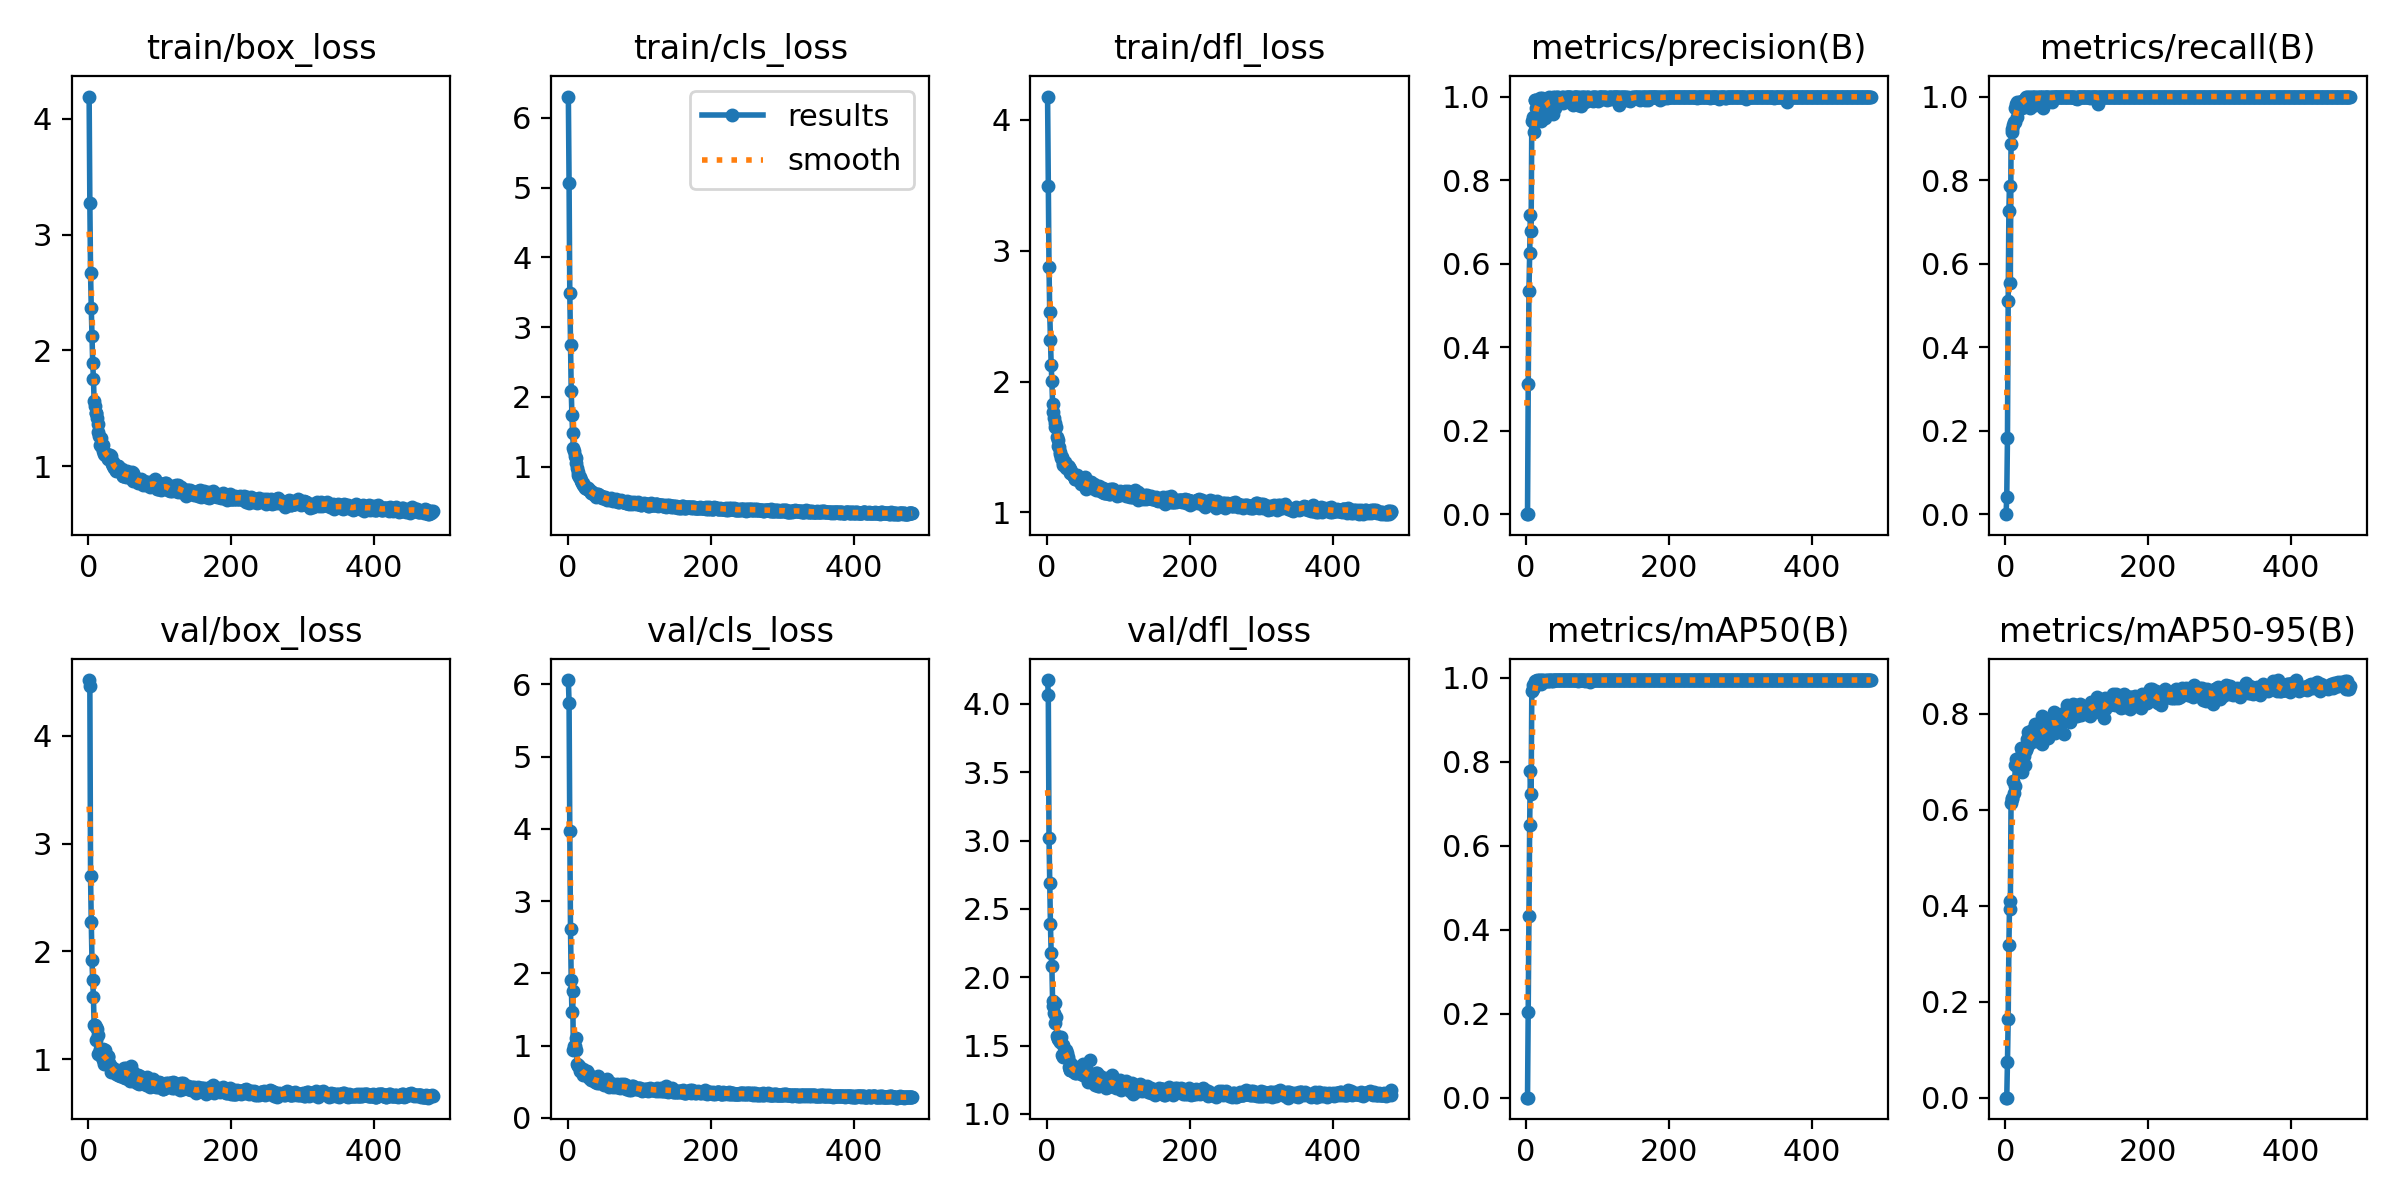 train/box_loss
4
3
2
1
0 200 400
train/cls_loss
results
smooth
6
5
4
3
2
1
0 200 400
train/dfl_loss
4
3
2
1
0 200 400
metrics/precision(B)
1.0
0.8
0.6
0.4
0.2
0.0
0 200 400
metrics/recall(B)
1.0
0.8
0.6
0.4
0.2
0.0
0 200 400
val/box_loss
4
3
2
1
0 200 400
val/cls_loss
6
5
4
3
2
1
0
0 200 400
val/dfl_loss
4.0
3.5
3.0
2.5
2.0
1.5
1.0
0 200 400
metrics/mAP50(B)
1.0
0.8
0.6
0.4
0.2
0.0
0 200 400
metrics/mAP50-95(B)
0.8
0.6
0.4
0.2
0.0
0 200 400